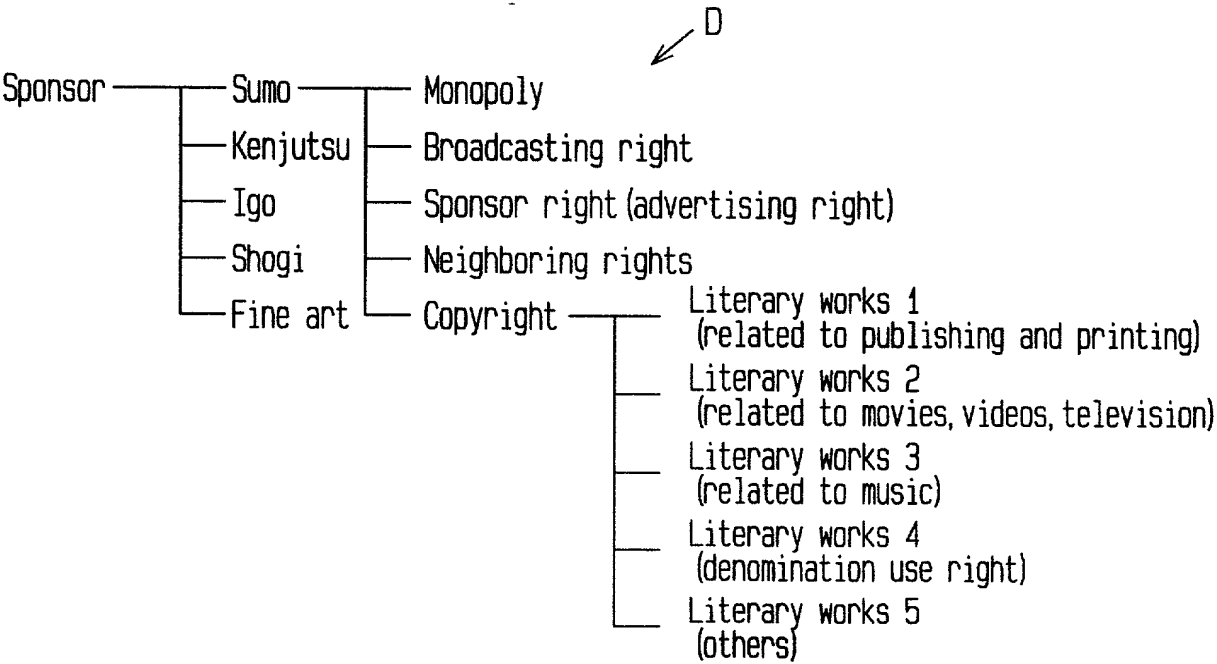 D
Sponsor Sumo Monopoly
Kenjutsu Broadcasting right
Igo Sponsor right (advertising right)
Shogi Neighboring rights
Fine art Copyright Literary works 1
(related to publishing and printing)
Literary works 2
(related to movies, videos, television)
Literary works 3
(related to music)
Literary works 4
(denomination use right)
Literary works 5
(others)